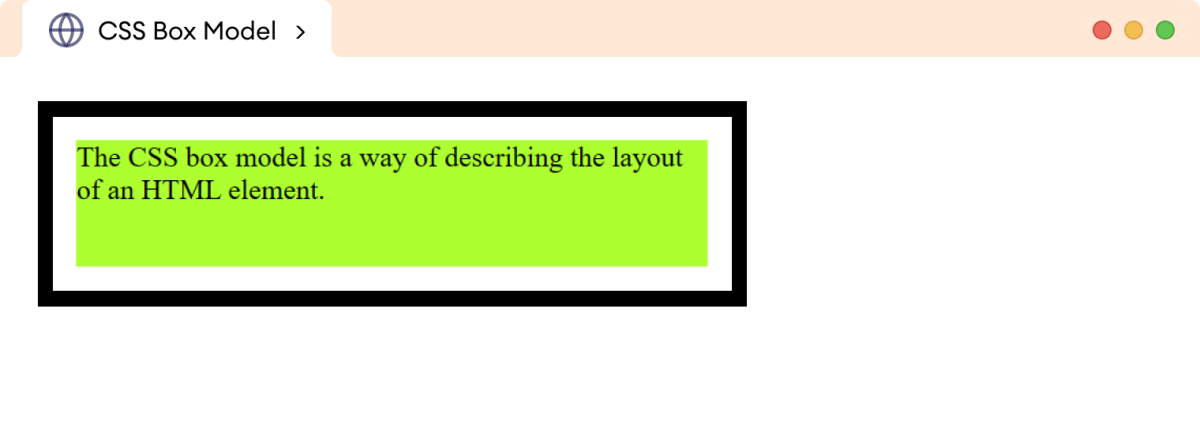 CSS Box Model
The CSS box model is a way of describing the layout
of an HTML element.